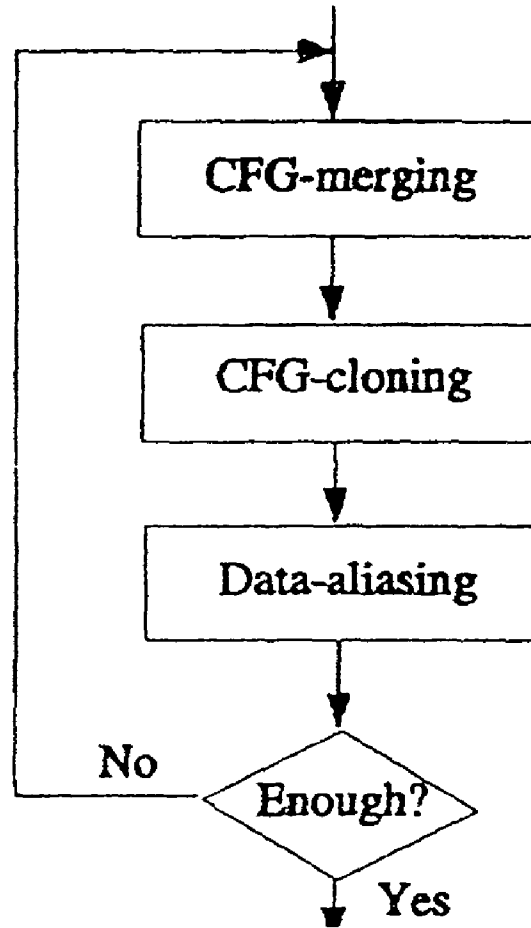 CFG-merging
CFG-cloning
Data-aliasing
No
Enough?
Yes